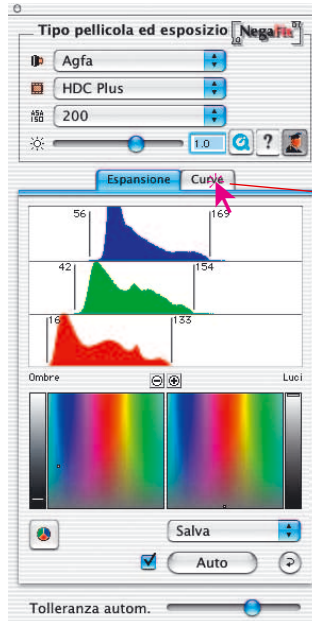 Tipo pellicola ed esposizio NegaFix
Agfa
HDC Plus
ASA ISO 200
1.0 ?
Espansione Curve
56 169
42 154
16 133
Ombre Luci
Salva
Auto
Tolleranza autom.